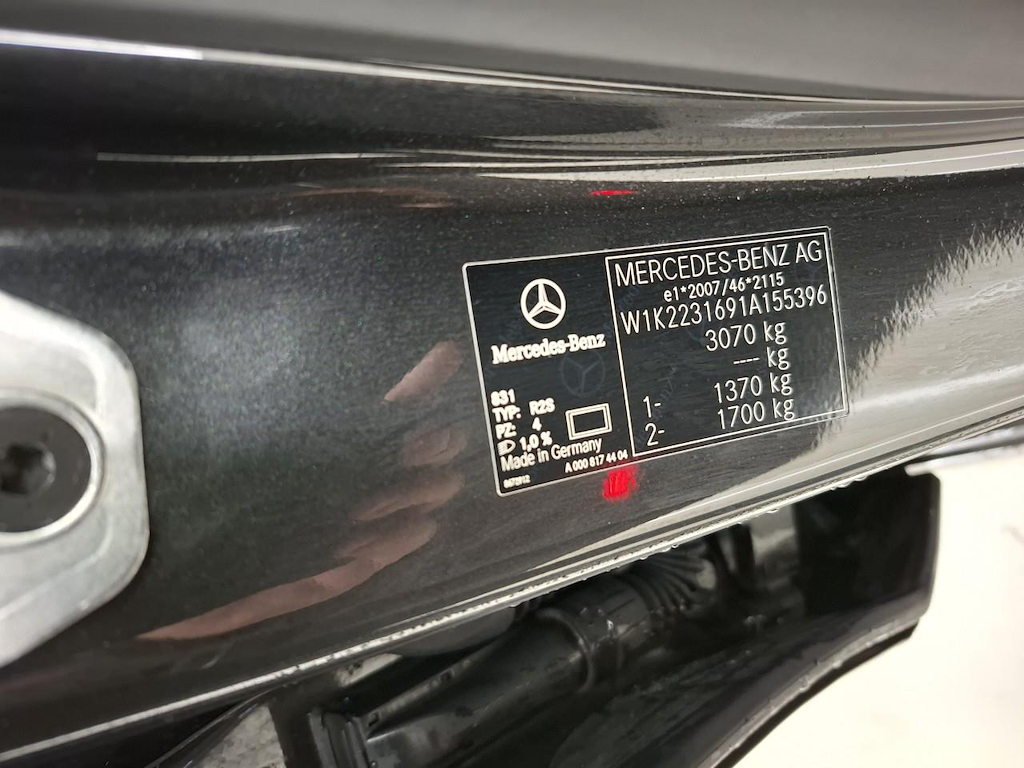 Mercedes-Benz
831
TYP: R2S
PZ: 4
1,0 %
Made in Germany
A 000 817 44 04
MERCEDES-BENZ AG
e1*2007/46*2115
W1K2231691A155396
3070 kg
---- kg
1- 1370 kg
2- 1700 kg